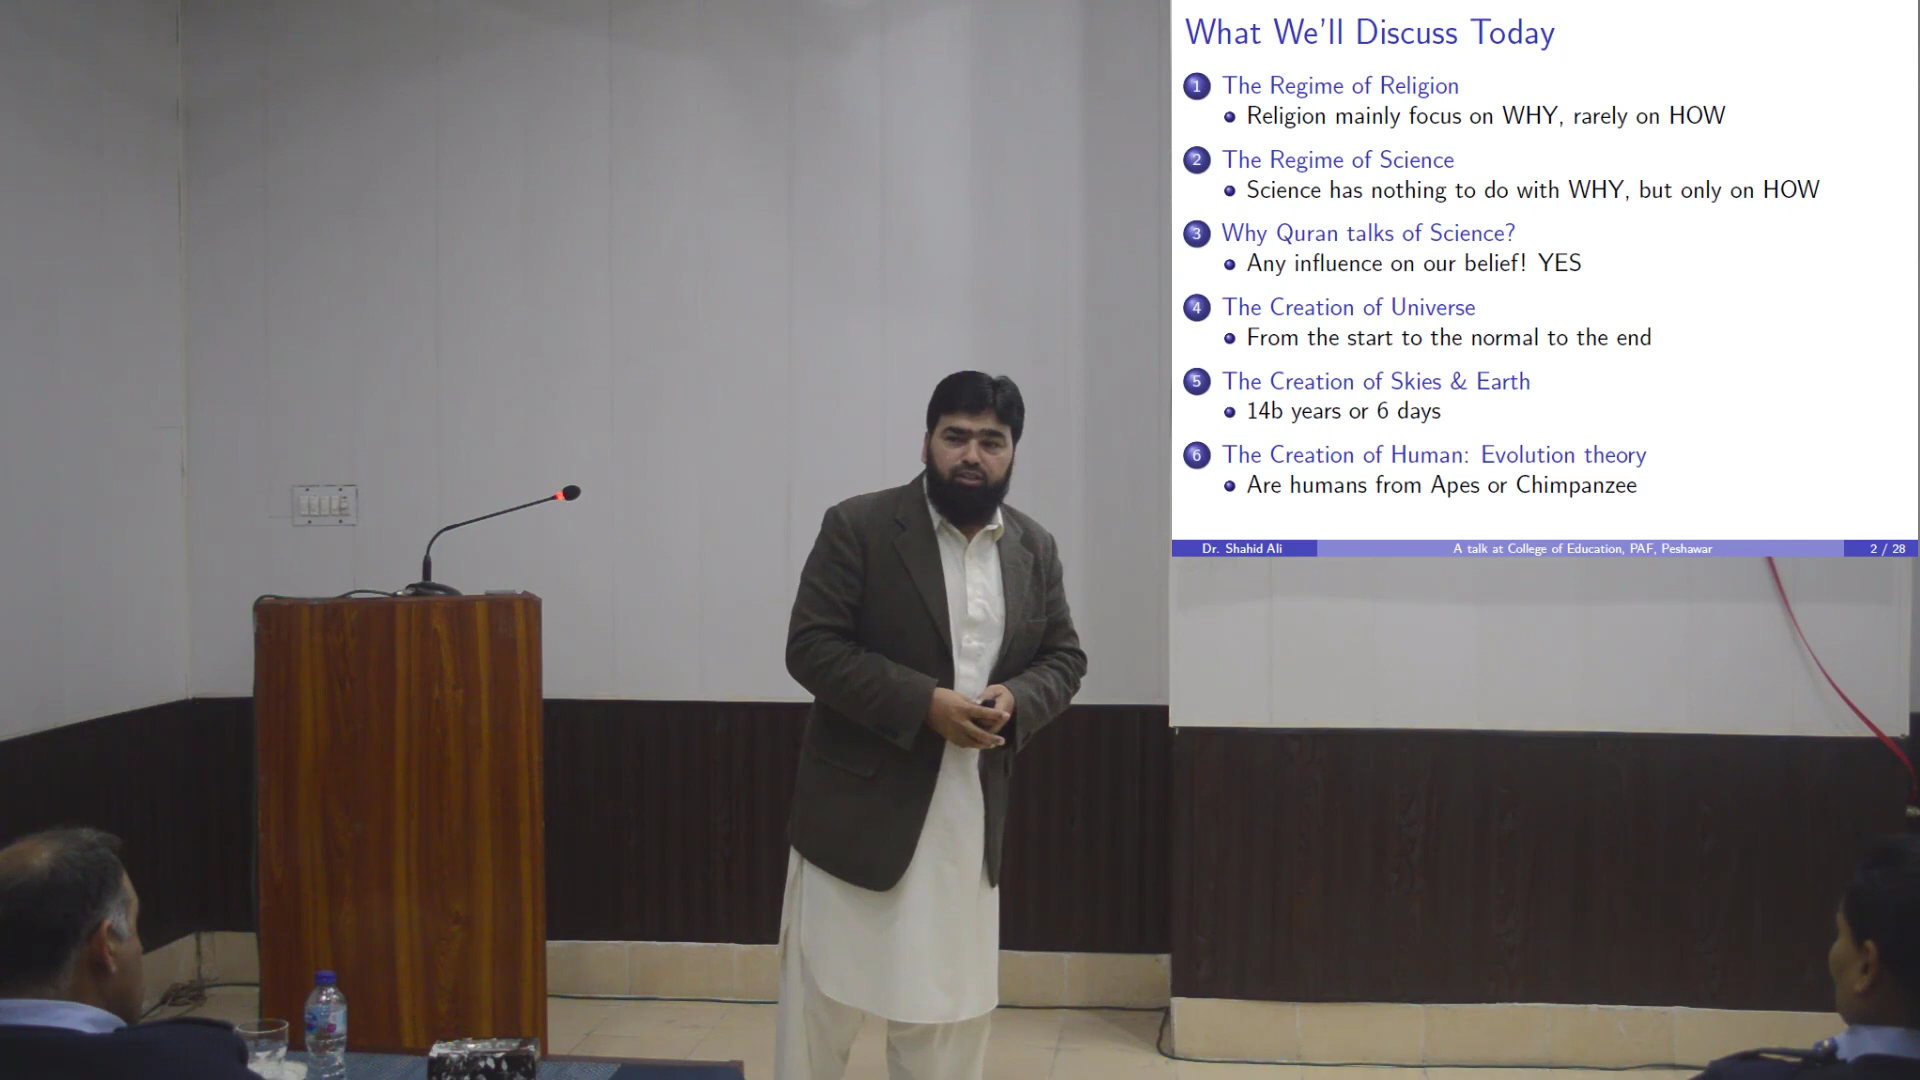 What We'll Discuss Today
1 The Regime of Religion
Religion mainly focus on WHY, rarely on HOW
2 The Regime of Science
Science has nothing to do with WHY, but only on HOW
3 Why Quran talks of Science?
Any influence on our belief! YES
4 The Creation of Universe
From the start to the normal to the end
5 The Creation of Skies & Earth
14b years or 6 days
6 The Creation of Human: Evolution theory
Are humans from Apes or Chimpanzee
Dr. Shahid Ali A talk at College of Education, PAF, Peshawar 2 / 28